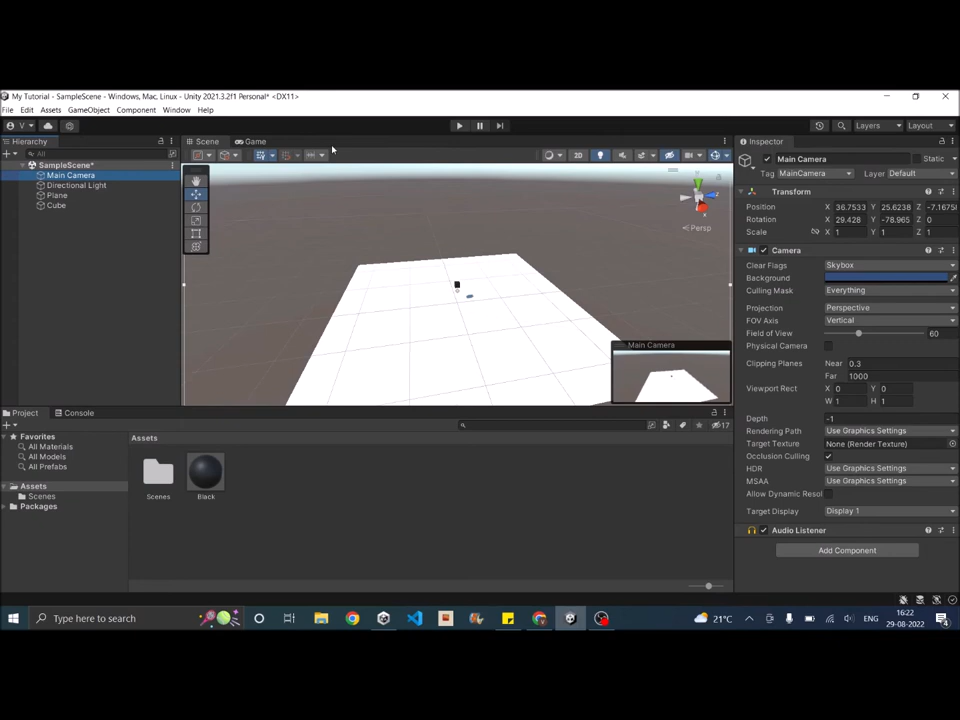 My Tutorial - SampleScene - Windows, Mac, Linux - Unity 2021.3.2f1 Personal* <DX11>
File Edit Assets GameObject Component Window Help
V Layers Layout
Hierarchy
All
SampleScene*
Main Camera
Directional Light
Plane
Cube
Scene Game
2D
Persp
Main Camera
Inspector
Main Camera Static
Tag MainCamera Layer Default
Transform
Position X 36.7533 Y 25.6238 Z -7.1675
Rotation X 29.428 Y -78.965 Z 0
Scale X 1 Y 1 Z 1
Camera
Clear Flags Skybox
Background
Culling Mask Everything
Projection Perspective
FOV Axis Vertical
Field of View 60
Physical Camera
Clipping Planes Near 0.3
Far 1000
Viewport Rect X 0 Y 0
W 1 H 1
Depth -1
Rendering Path Use Graphics Settings
Target Texture None (Render Texture)
Occlusion Culling
HDR Use Graphics Settings
MSAA Use Graphics Settings
Allow Dynamic Resol
Target Display Display 1
Audio Listener
Add Component
Project Console
17
Favorites
All Materials
All Models
All Prefabs
Assets
Scenes
Packages
Assets
Scenes Black
Type here to search
21°C
ENG
16:22
29-08-2022
4